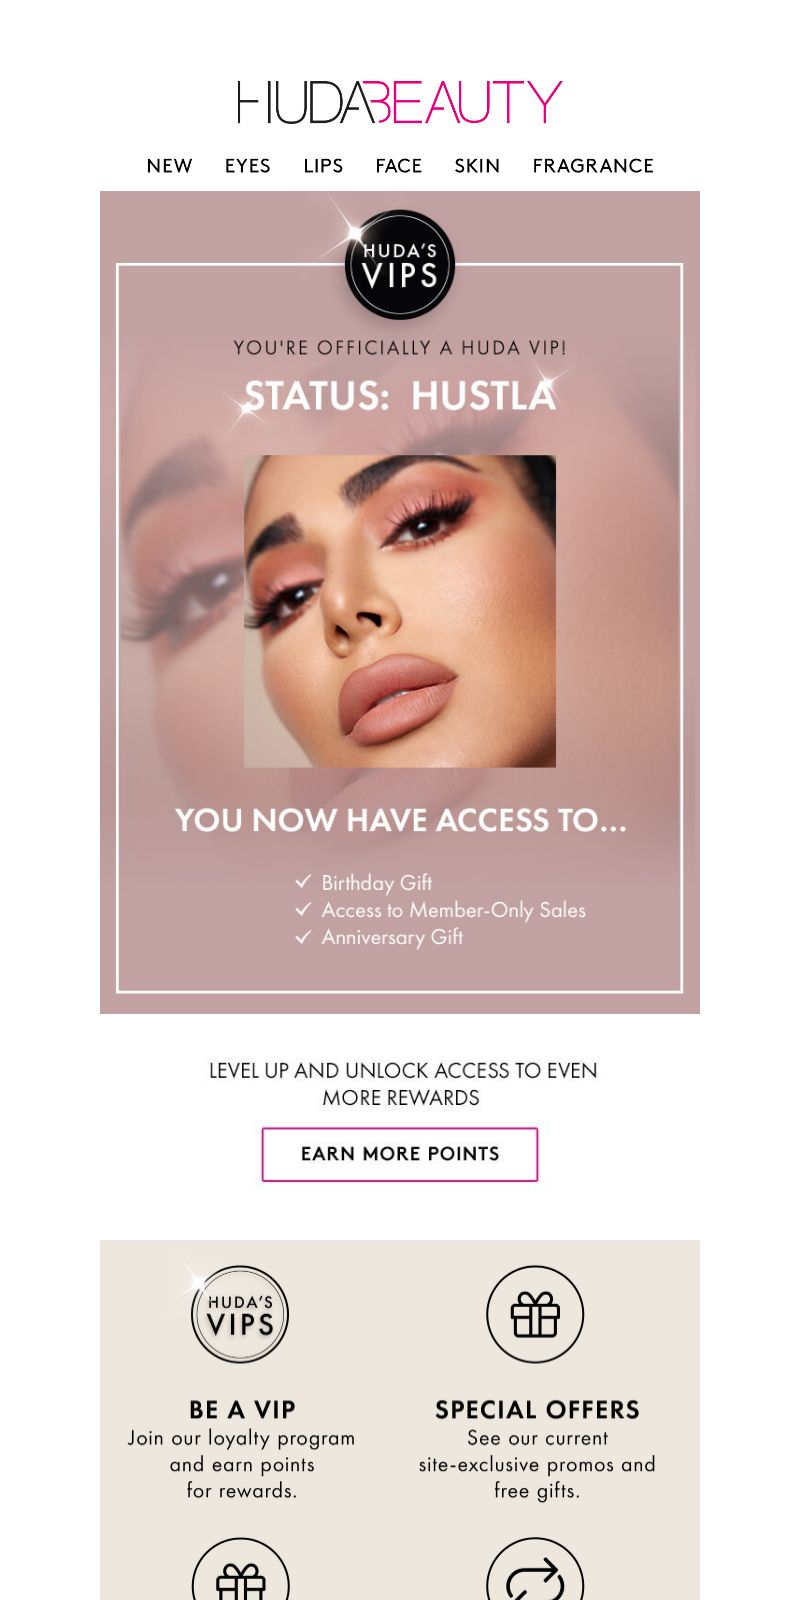 HUDABEAUTY
NEW EYES LIPS FACE SKIN FRAGRANCE
HUDA'S
VIPS
YOU'RE OFFICIALLY A HUDA VIP!
STATUS: HUSTLA
YOU NOW HAVE ACCESS TO...
Birthday Gift
Access to Member-Only Sales
Anniversary Gift
LEVEL UP AND UNLOCK ACCESS TO EVEN
MORE REWARDS
EARN MORE POINTS
HUDA'S
VIPS
BE A VIP
Join our loyalty program
and earn points
for rewards.
SPECIAL OFFERS
See our current
site-exclusive promos and
free gifts.